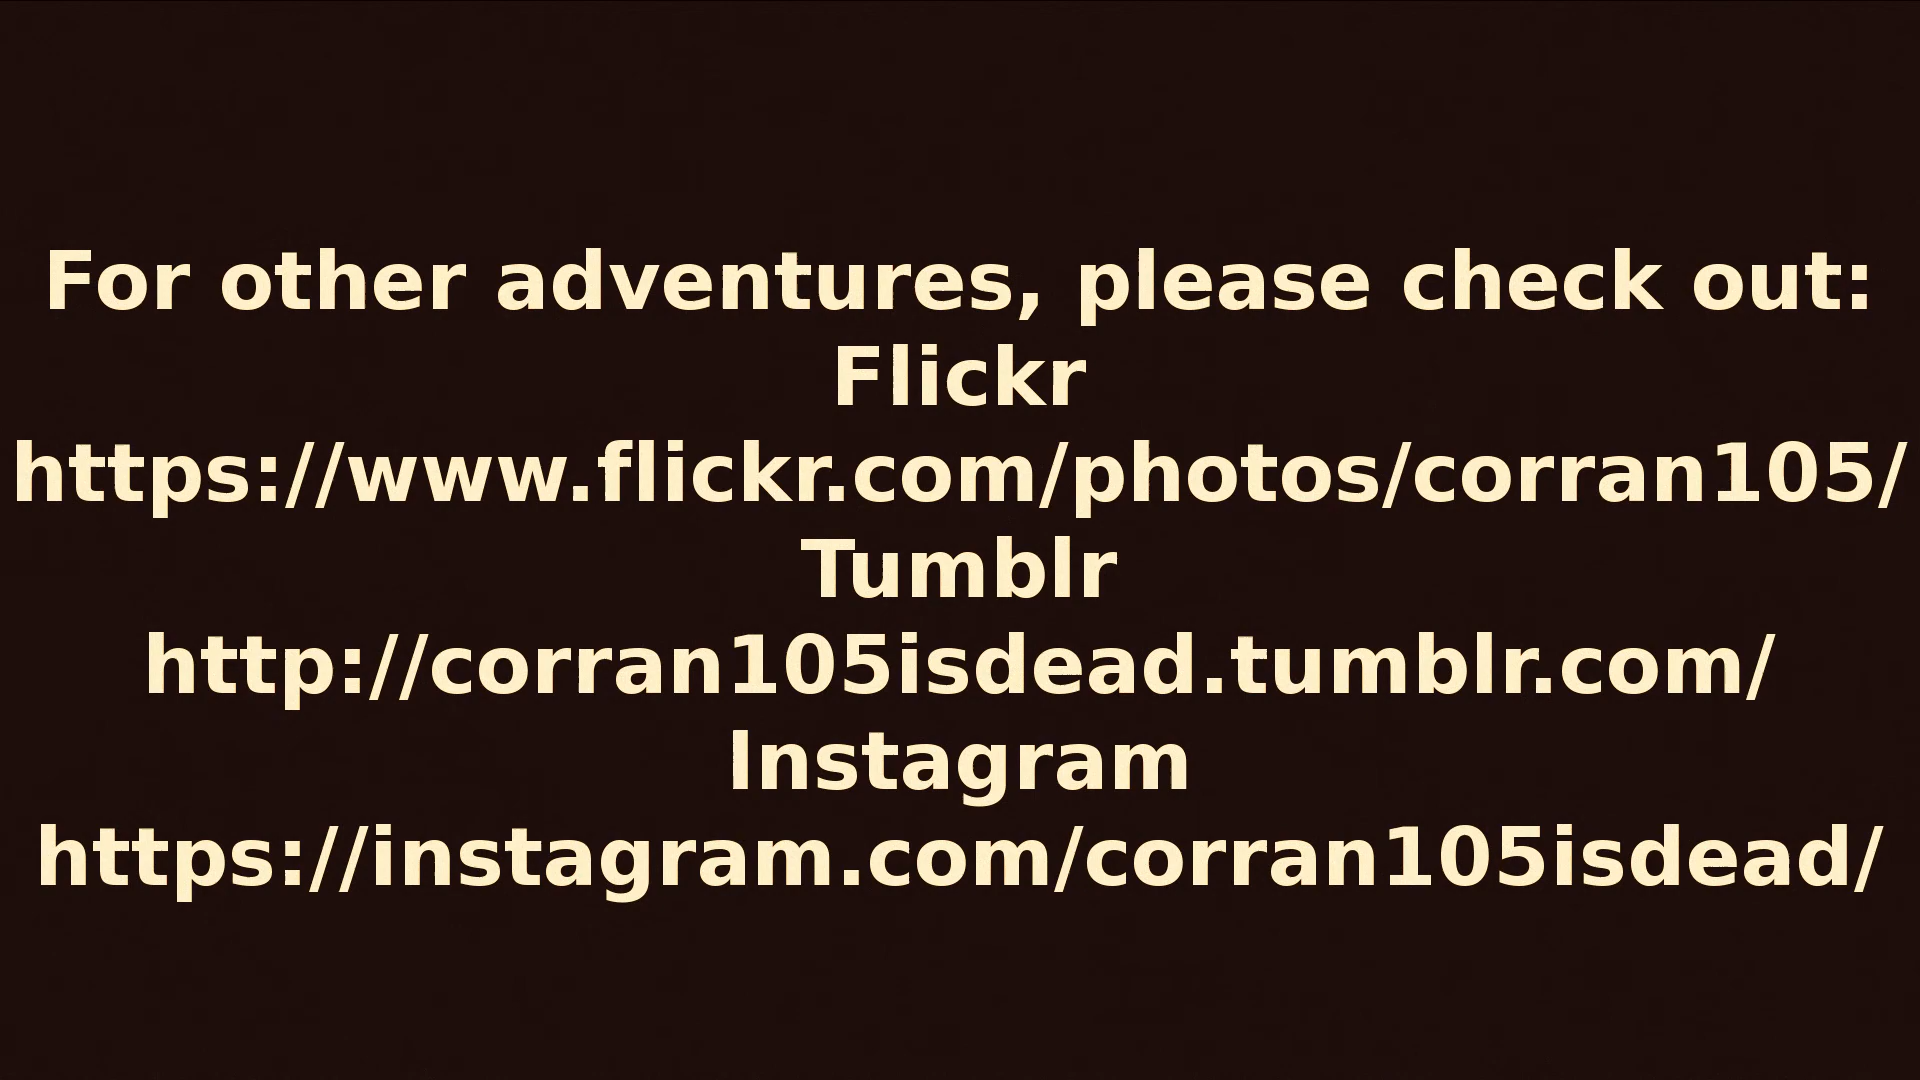 For other adventures, please check out:
Flickr
https://www.flickr.com/photos/corran105/
Tumblr
http://corran105isdead.tumblr.com/
Instagram
https://instagram.com/corran105isdead/